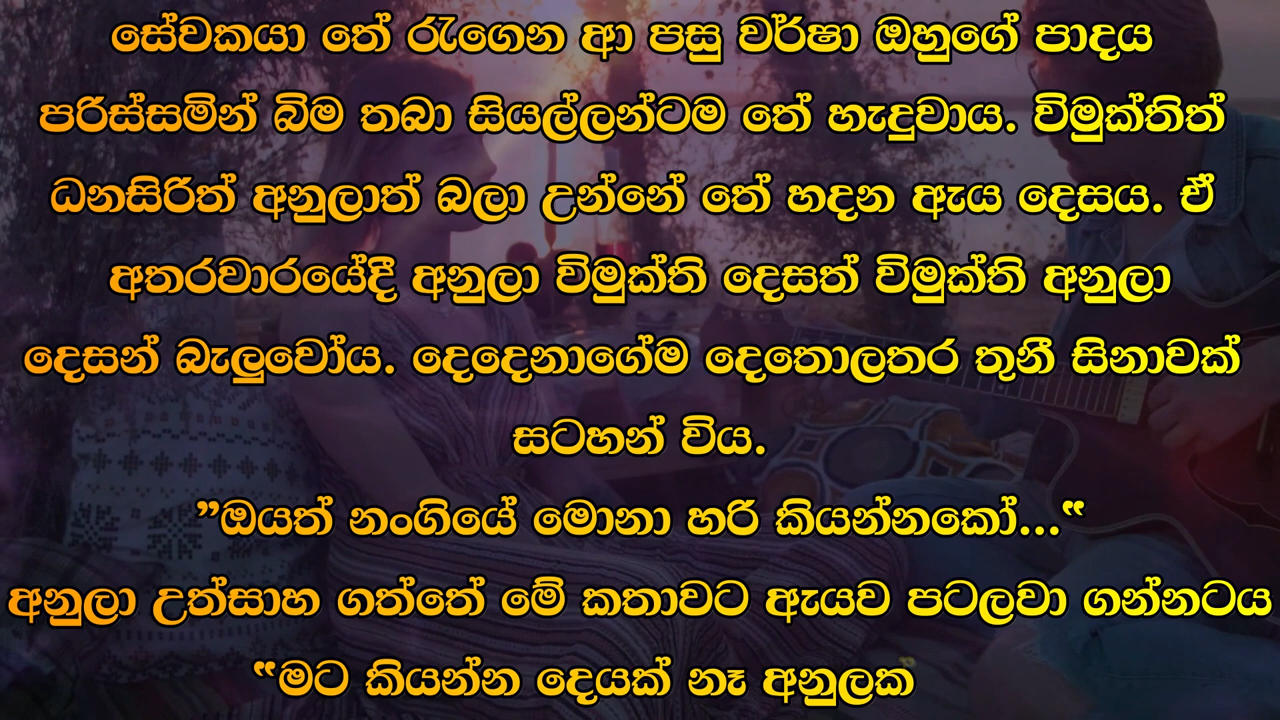 සේවකයා තේ රැගෙන ආ පසු වර්ෂා ඔහුගේ පාදය
පරිස්සමින් බිම තබා සියල්ලන්ටම තේ හැදුවාය. විමුක්තිත්
ධනසිරිත් අනුලාත් බලා උන්නේ තේ හදන ඇය දෙසය. ඒ
අතරවාරයේදී අනුලා විමුක්ති දෙසත් විමුක්ති අනුලා
දෙසත් බැලුවෝය. දෙදෙනාගේම දෙතොලතර තුනී සිනාවක්
සටහන් විය.
”ඔයත් නංගියේ මොනා හරි කියන්නකෝ...“
අනුලා උත්සාහ ගත්තේ මේ කතාවට ඇයව පටලවා ගන්නටය
“මට කියන්න දෙයක් නෑ අනුලක